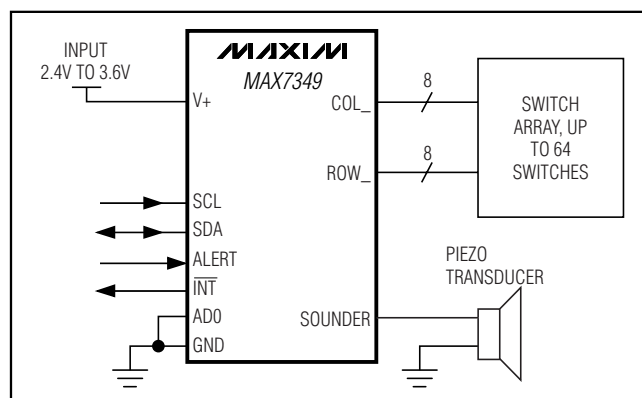 INPUT
2.4V TO 3.6V
MAXIM
MAX7349
V+
COL_
8
ROW_
8
SWITCH
ARRAY, UP
TO 64
SWITCHES
SCL
SDA
ALERT
INT
AD0
GND
SOUNDER
PIEZO
TRANSDUCER